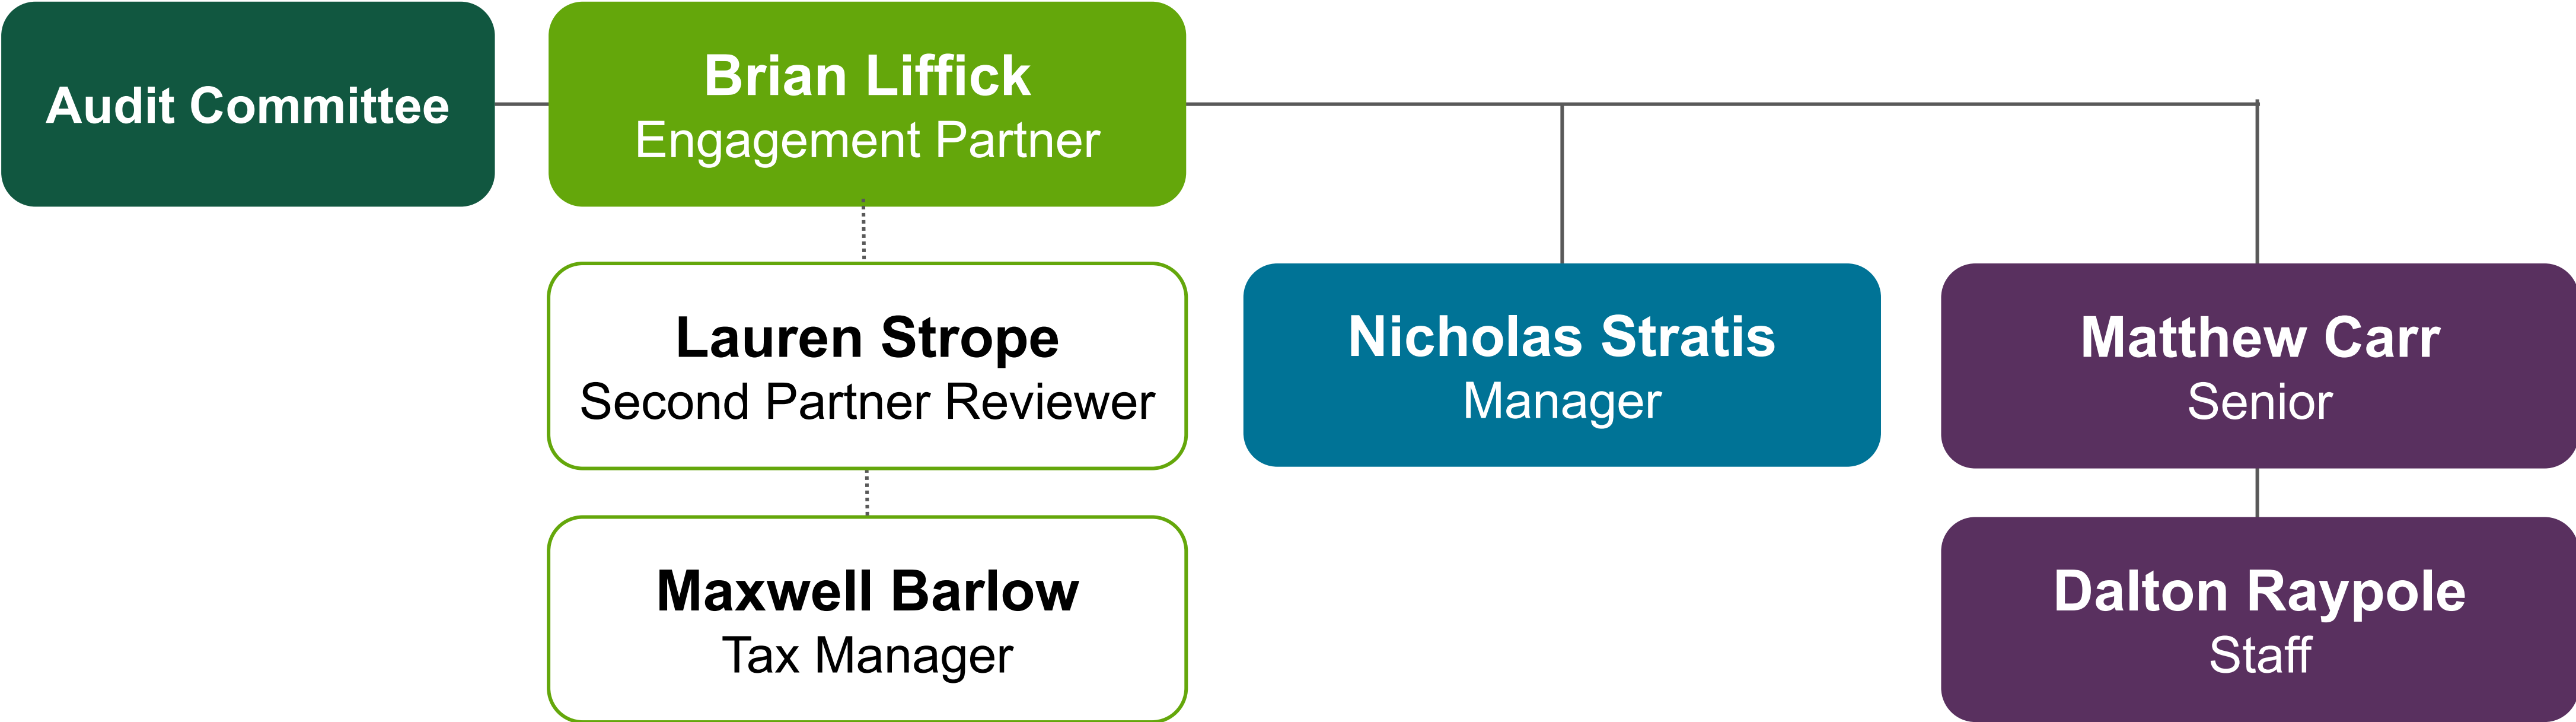 Audit Committee
Brian Liffick
Engagement Partner
Lauren Strope
Second Partner Reviewer
Nicholas Stratis
Manager
Matthew Carr
Senior
Maxwell Barlow
Tax Manager
Dalton Raypole
Staff